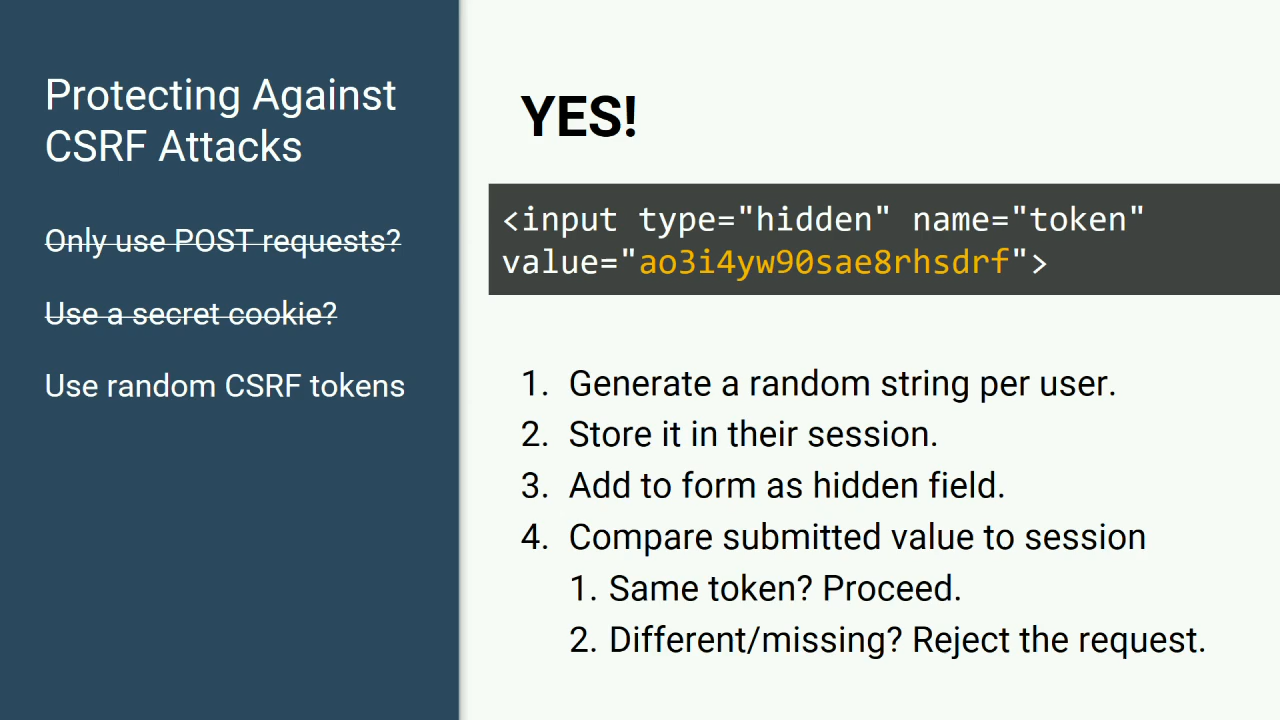 Protecting Against
CSRF Attacks
Only use POST requests?
Use a secret cookie?
Use random CSRF tokens
YES!
<input type="hidden" name="token"
value="ao3i4yw90sae8rhsdrf">
1. Generate a random string per user.
2. Store it in their session.
3. Add to form as hidden field.
4. Compare submitted value to session
1. Same token? Proceed.
2. Different/missing? Reject the request.